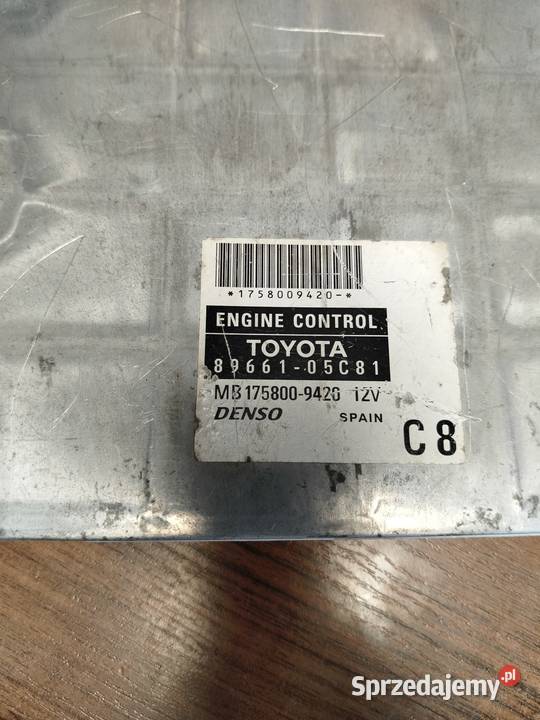 *1758009420-*
ENGINE CONTROL
TOYOTA
89661-05C81
MB175800-9420 12V
DENSO SPAIN C8
Sprzedajemy.pl